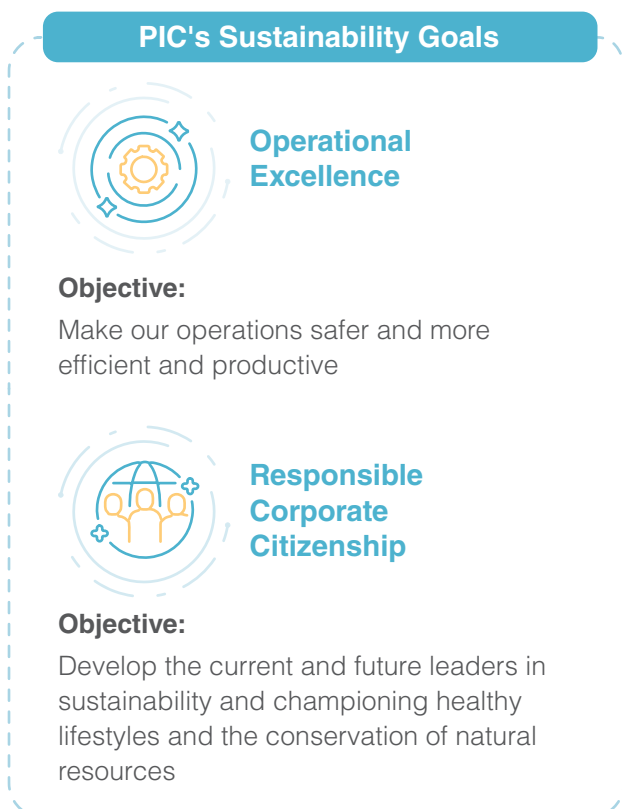 PIC's Sustainability Goals
Operational
Excellence
Objective:
Make our operations safer and more
efficient and productive
Responsible
Corporate
Citizenship
Objective:
Develop the current and future leaders in
sustainability and championing healthy
lifestyles and the conservation of natural
resources